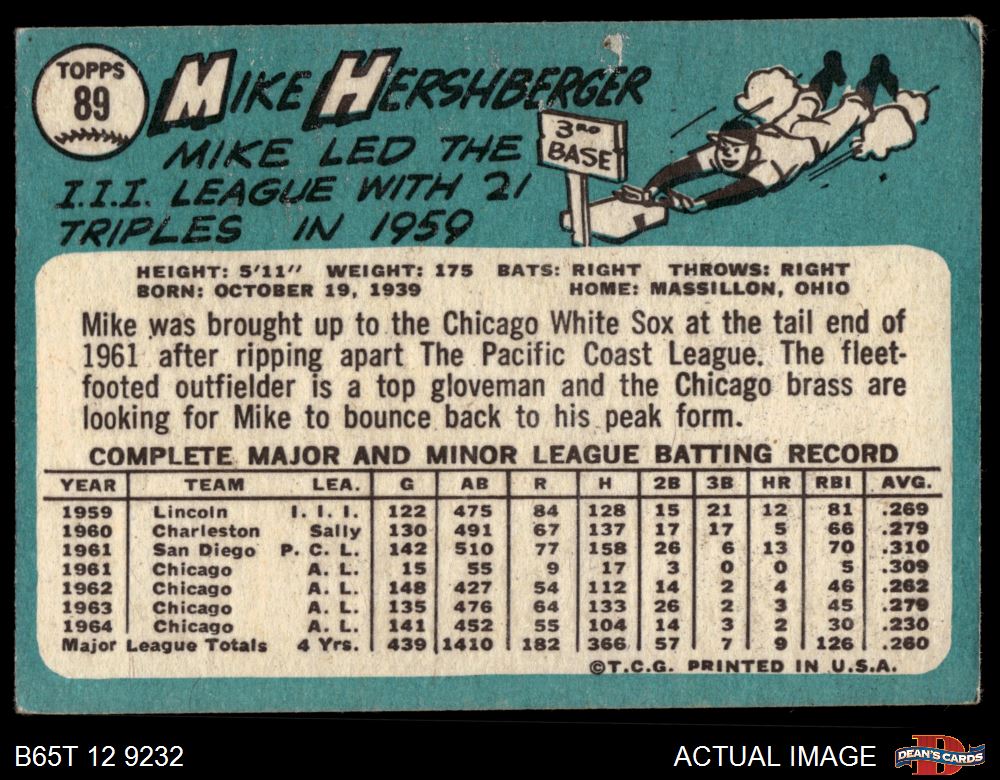 TOPPS
89
MIKE HERSHBERGER
MIKE LED THE
I.I.I. LEAGUE WITH 21
TRIPLES IN 1959
3RD
BASE
HEIGHT: 5'11" WEIGHT: 175 BATS: RIGHT THROWS: RIGHT
BORN: OCTOBER 19, 1939 HOME: MASSILLON, OHIO
Mike was brought up to the Chicago White Sox at the tail end of
1961 after ripping apart The Pacific Coast League. The fleet-
footed outfielder is a top gloveman and the Chicago brass are
looking for Mike to bounce back to his peak form.
COMPLETE MAJOR AND MINOR LEAGUE BATTING RECORD
YEAR TEAM LEA. G AB R H 2B 3B HR RBI AVG.
1959 Lincoln I. I. I. 122 475 84 128 15 21 12 81 .269
1960 Charleston Sally 130 491 67 137 17 17 5 66 .279
1961 San Diego P. C. L. 142 510 77 158 26 6 13 70 .310
1961 Chicago A. L. 15 55 9 17 3 0 0 5 .309
1962 Chicago A. L. 148 427 54 112 14 2 4 46 .262
1963 Chicago A. L. 135 476 64 133 26 2 3 45 .279
1964 Chicago A. L. 141 452 55 104 14 3 2 30 .230
Major League Totals 4 Yrs. 439 1410 182 366 57 7 9 126 .260
©T.C.G. PRINTED IN U.S.A.
B65T 12 9232
ACTUAL IMAGE
DEAN'S CARDS